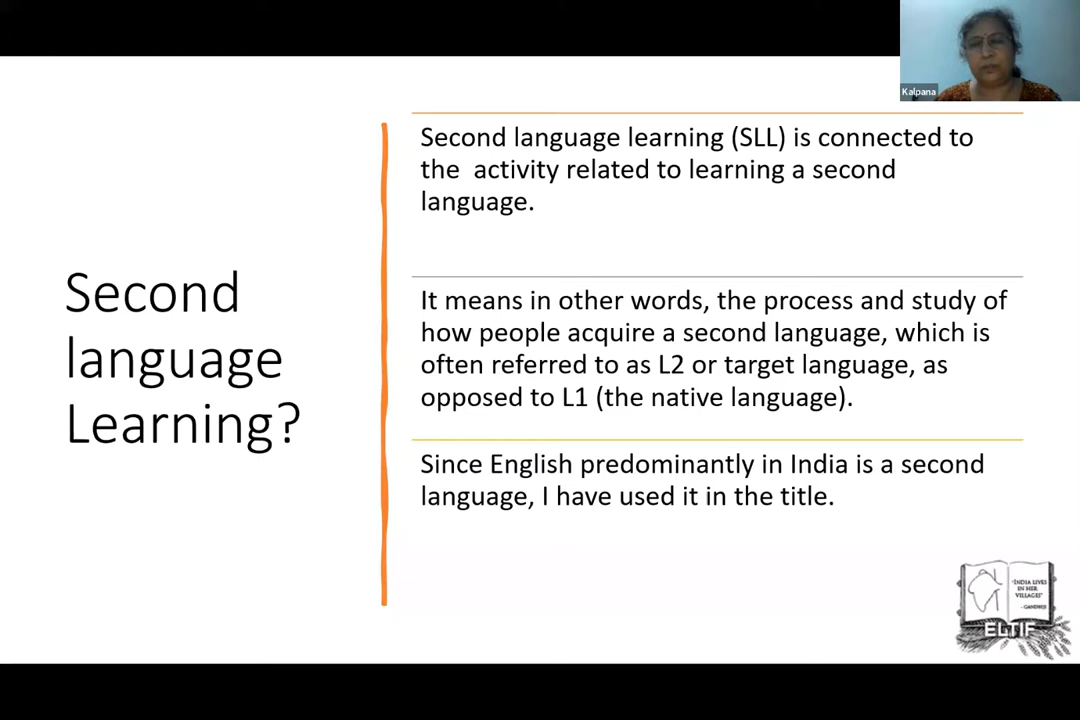 Kalpana
Second language learning (SLL) is connected to
the  activity related to learning a second
language.
Second
language
Learning?
It means in other words, the process and study of
how people acquire a second language, which is
often referred to as L2 or target language, as
opposed to L1 (the native language).
Since English predominantly in India is a second
language, I have used it in the title.
"INDIA LIVES
IN HER
VILLAGES"
- GANDHIJI
ELTIF